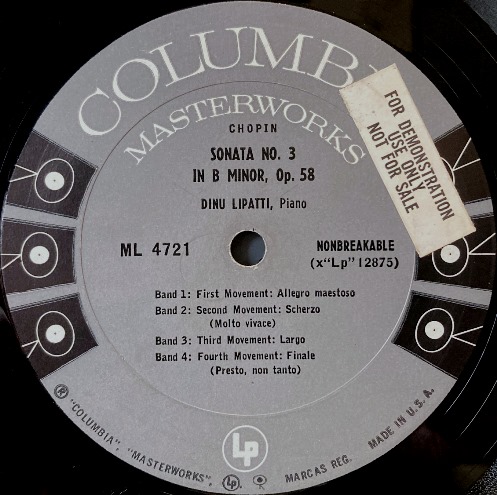 COLUMBI
MASTERWORKS
FOR DEMONSTRATION
USE ONLY
NOT FOR SALE
CHOPIN
SONATA NO. 3
IN B MINOR, Op. 58
DINU LIPATTI, Piano
ML 4721
NONBREAKABLE
(x"Lp" 12875)
Band 1: First Movement: Allegro maestoso
Band 2: Second Movement: Scherzo
(Molto vivace)
Band 3: Third Movement: Largo
Band 4: Fourth Movement: Finale
(Presto, non tanto)
Lp
Ⓡ "COLUMBIA", "MASTERWORKS", Lp. MARCAS REG. MADE IN U.S.A.